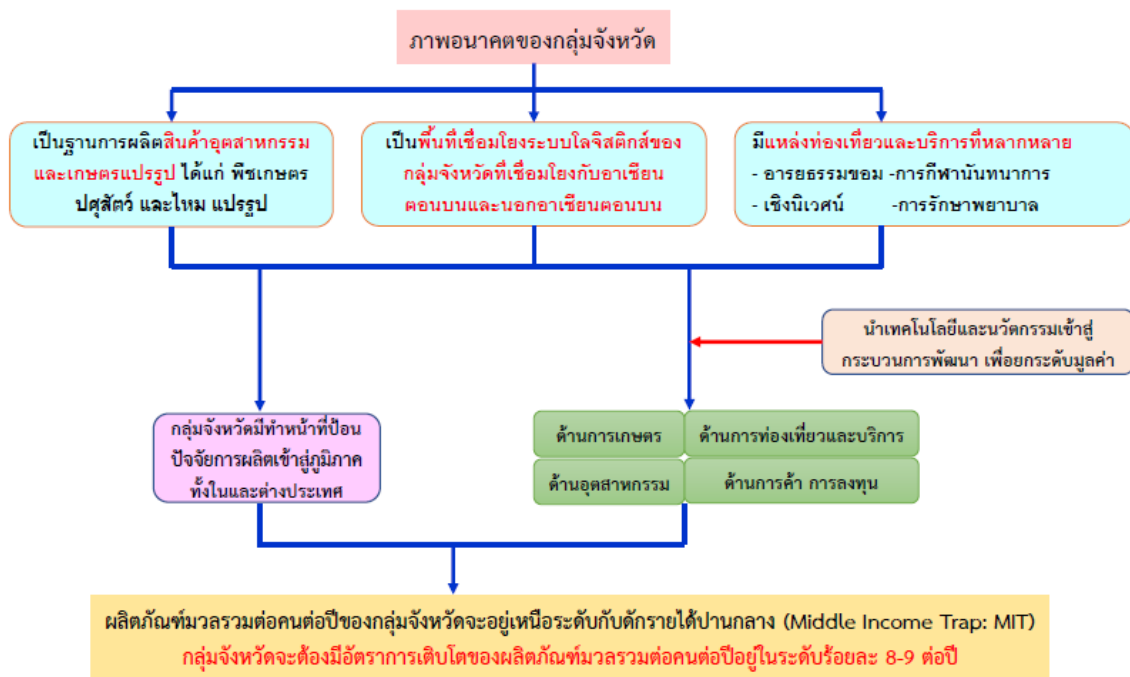 ภาพอนาคตของกลุ่มจังหวัด
เป็นฐานการผลิตสินค้าอุตสาหกรรม
และเกษตรแปรรูป ได้แก่ พืชเกษตร
ปศุสัตว์ และไหม แปรรูป
เป็นพื้นที่เชื่อมโยงระบบโลจิสติกส์ของ
กลุ่มจังหวัดที่เชื่อมโยงกับอาเซียน
ตอนบนและนอกอาเซียนตอนบน
มีแหล่งท่องเที่ยวและบริการที่หลากหลาย
- อารยธรรมขอม -การกีฬานันทนาการ
- เชิงนิเวศน์ -การรักษาพยาบาล
นำเทคโนโลยีและนวัตกรรมเข้าสู่
กระบวนการพัฒนา เพื่อยกระดับมูลค่า
กลุ่มจังหวัดมีทำหน้าที่ป้อน
ปัจจัยการผลิตเข้าสู่ภูมิภาค
ทั้งในและต่างประเทศ
ด้านการเกษตร
ด้านการท่องเที่ยวและบริการ
ด้านอุตสาหกรรม
ด้านการค้า การลงทุน
ผลิตภัณฑ์มวลรวมต่อคนต่อปีของกลุ่มจังหวัดจะอยู่เหนือระดับกับดักรายได้ปานกลาง (Middle Income Trap: MIT)
กลุ่มจังหวัดจะต้องมีอัตราการเติบโตของผลิตภัณฑ์มวลรวมต่อคนต่อปีอยู่ในระดับร้อยละ 8-9 ต่อปี